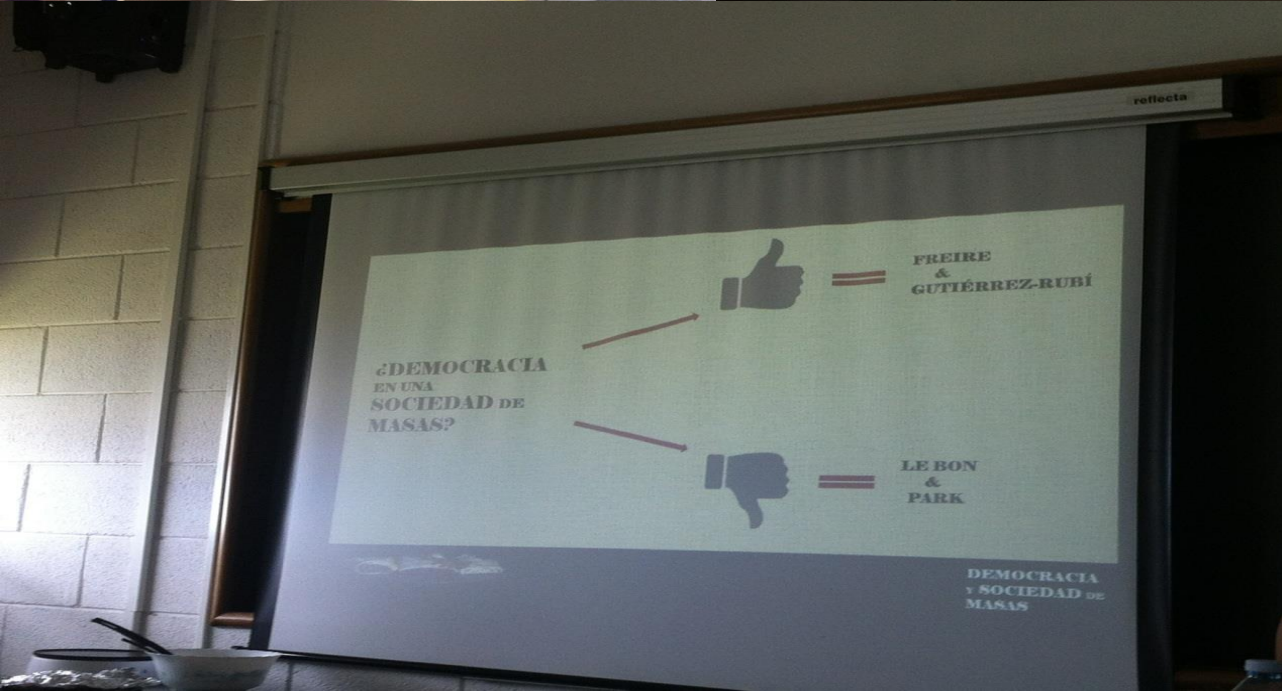 reflecta
FREIRE
&
GUTIÉRREZ-RUBÍ
¿DEMOCRACIA
EN UNA
SOCIEDAD DE
MASAS?
LE BON
&
PARK
DEMOCRACIA
Y SOCIEDAD DE
MASAS